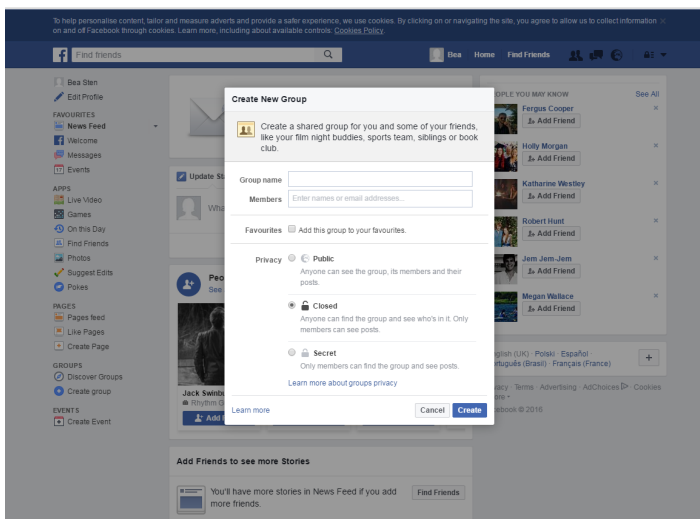 To help personalise content, tailor and measure adverts and provide a safer experience, we use cookies. By clicking on or navigating the site, you agree to allow us to collect information
on and off Facebook through cookies. Learn more, including about available controls: Cookies Policy.
Find friends
Bea Home Find Friends
Bea Sten
Edit Profile
FAVOURITES
News Feed
Welcome
Messages
Events
APPS
Live Video
Games
On this Day
Find Friends
Photos
Suggest Edits
Pokes
PAGES
Pages feed
Like Pages
Create Page
GROUPS
Discover Groups
Create group
EVENTS
Create Event
Update
Jack
Rhythm
Add Friends to see more Stories
You'll have more stories in News Feed if you add
more friends.
Find Friends
Create New Group
Create a shared group for you and some of your friends,
like your film night buddies, sports team, siblings or book
club.
Group name
Members Enter names or email addresses...
Favourites Add this group to your favourites.
Privacy Public
Anyone can see the group, its members and their
posts.
Closed
Anyone can find the group and see who's in it. Only
members can see posts.
Secret
Only members can find the group and see posts.
Learn more about groups privacy
Learn more
Cancel Create
YOU MAY KNOW See All
Fergus Cooper
Add Friend
Holly Morgan
Add Friend
Katharine Westley
Add Friend
Robert Hunt
Add Friend
Jem Jem-Jem
Add Friend
Megan Wallace
Add Friend
(UK) · Polski · Español ·
(Brasil) · Français (France)
Terms · Advertising · AdChoices · Cookies
© 2016